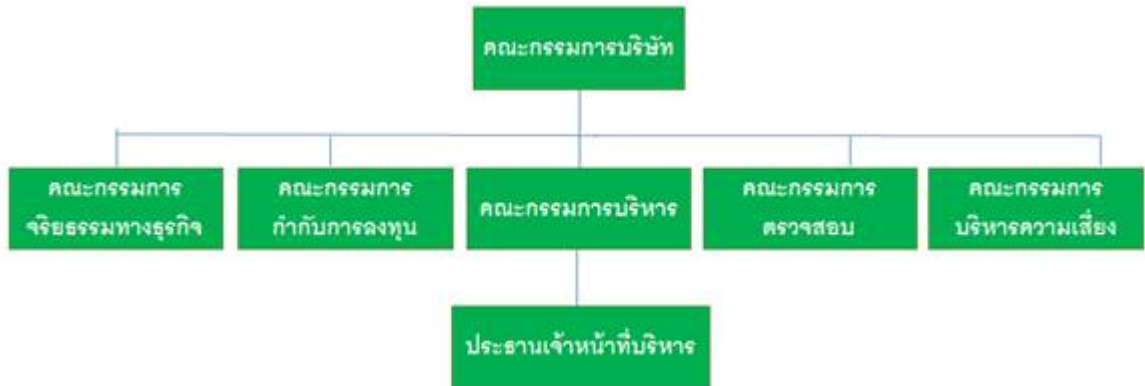 คณะกรรมการบริษัท
คณะกรรมการ
จริยธรรมทางธุรกิจ
คณะกรรมการ
กำกับการลงทุน
คณะกรรมการบริหาร
คณะกรรมการ
ตรวจสอบ
คณะกรรมการ
บริหารความเสี่ยง
ประธานเจ้าหน้าที่บริหาร